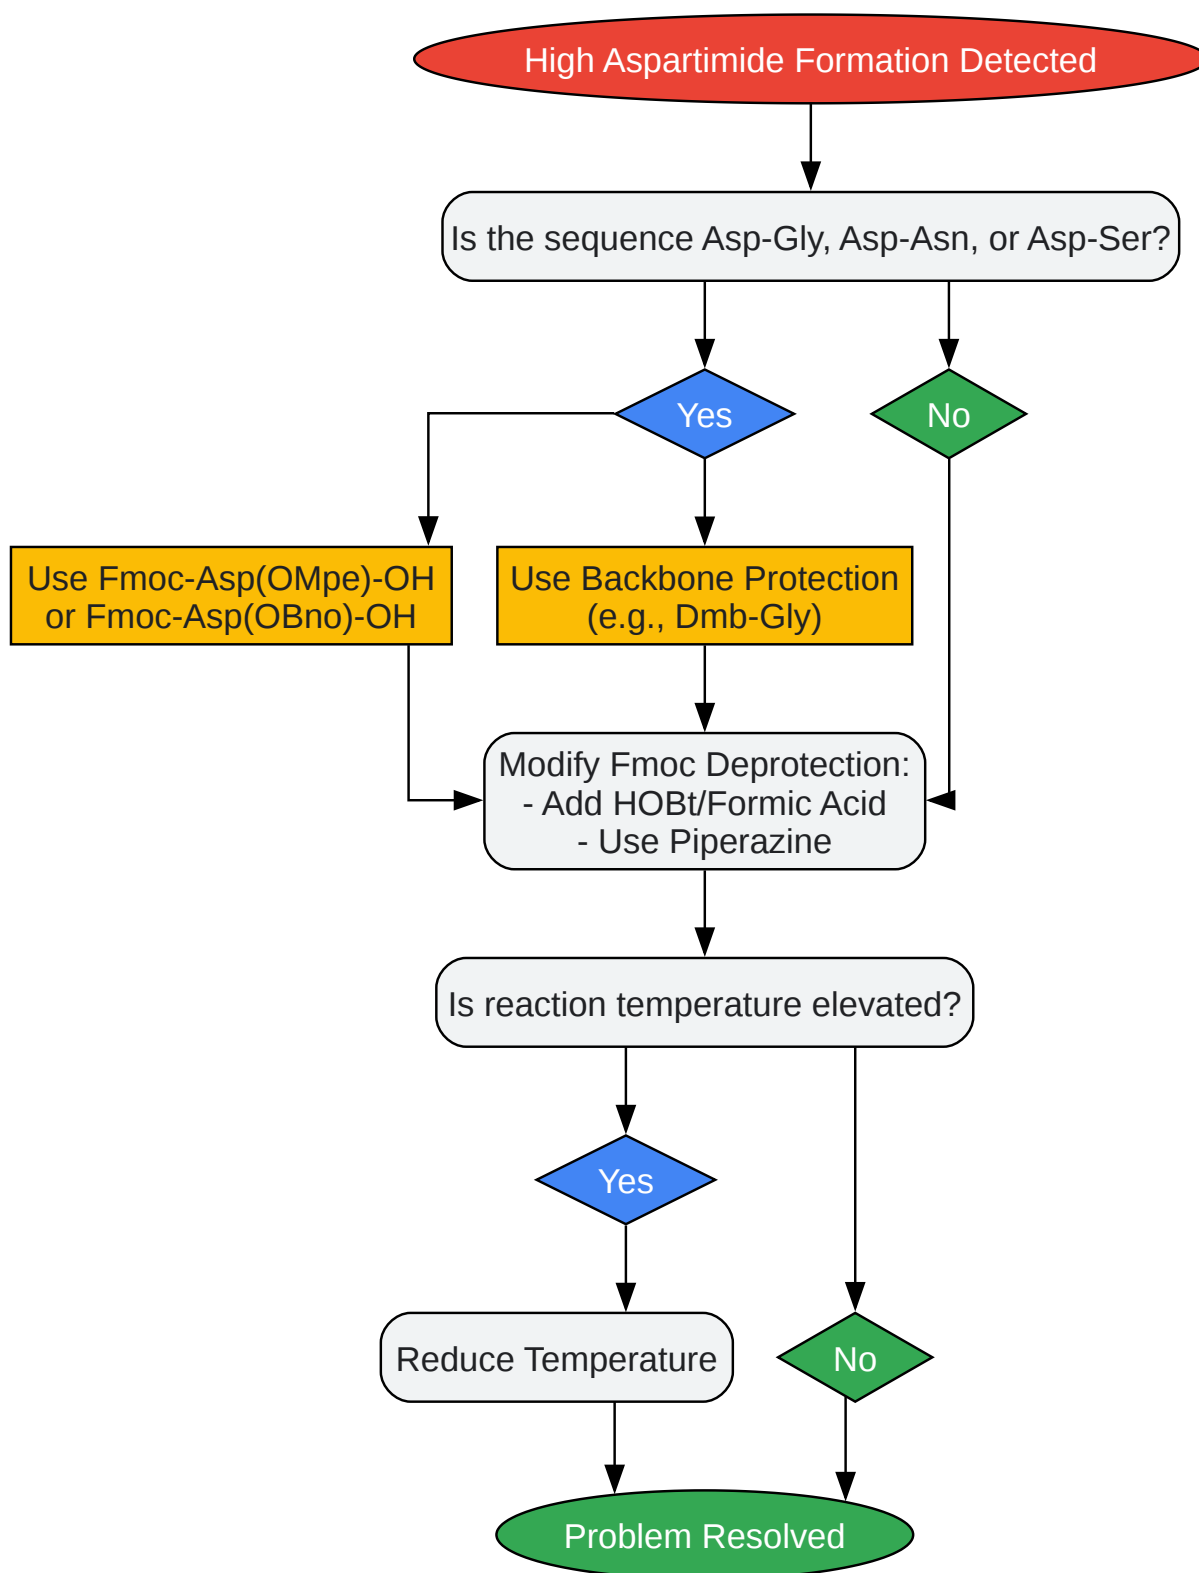 High Aspartimide Formation Detected
Is the sequence Asp-Gly, Asp-Asn, or Asp-Ser?
Yes
No
Use Fmoc-Asp(OMpe)-OH
or Fmoc-Asp(OBno)-OH
Use Backbone Protection
(e.g., Dmb-Gly)
Modify Fmoc Deprotection:
- Add HOBt/Formic Acid
- Use Piperazine
Is reaction temperature elevated?
Yes
Reduce Temperature
No
Problem Resolved